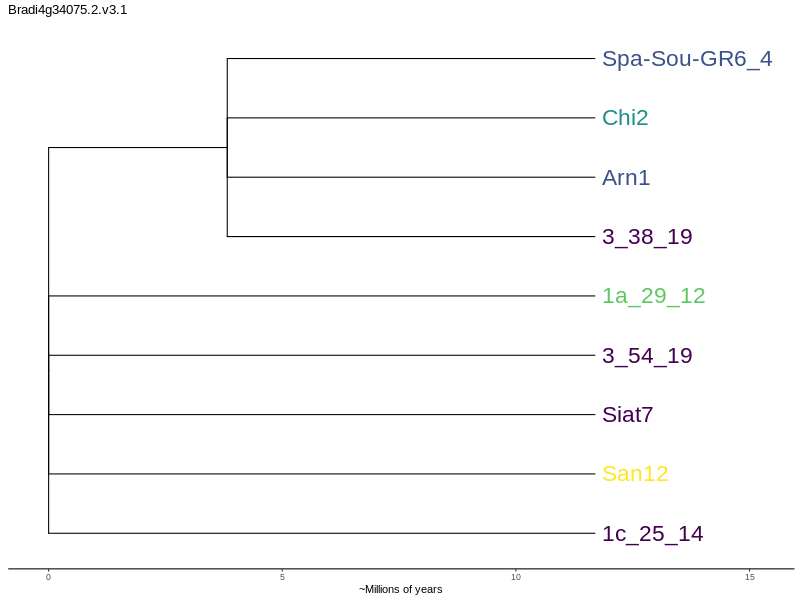 Bradi4g34075.2.v3.1
Spa-Sou-GR6_4
Chi2
Arn1
3_38_19
1a_29_12
3_54_19
Siat7
San12
1c_25_14
0 5 10 15
~Millions of years